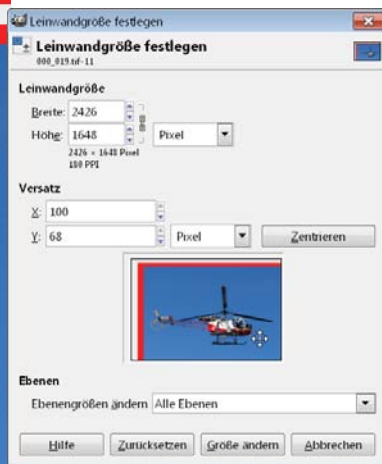 Leinwandgröße festlegen
Leinwandgröße festlegen
000_019.tif-11
Leinwandgröße
Breite: 2426
Höhe: 1648 Pixel
2426 × 1648 Pixel
180 PPI
Versatz
X: 100
Y: 68 Pixel Zentrieren
Ebenen
Ebenengrößen ändern Alle Ebenen
Hilfe Zurücksetzen Größe ändern Abbrechen